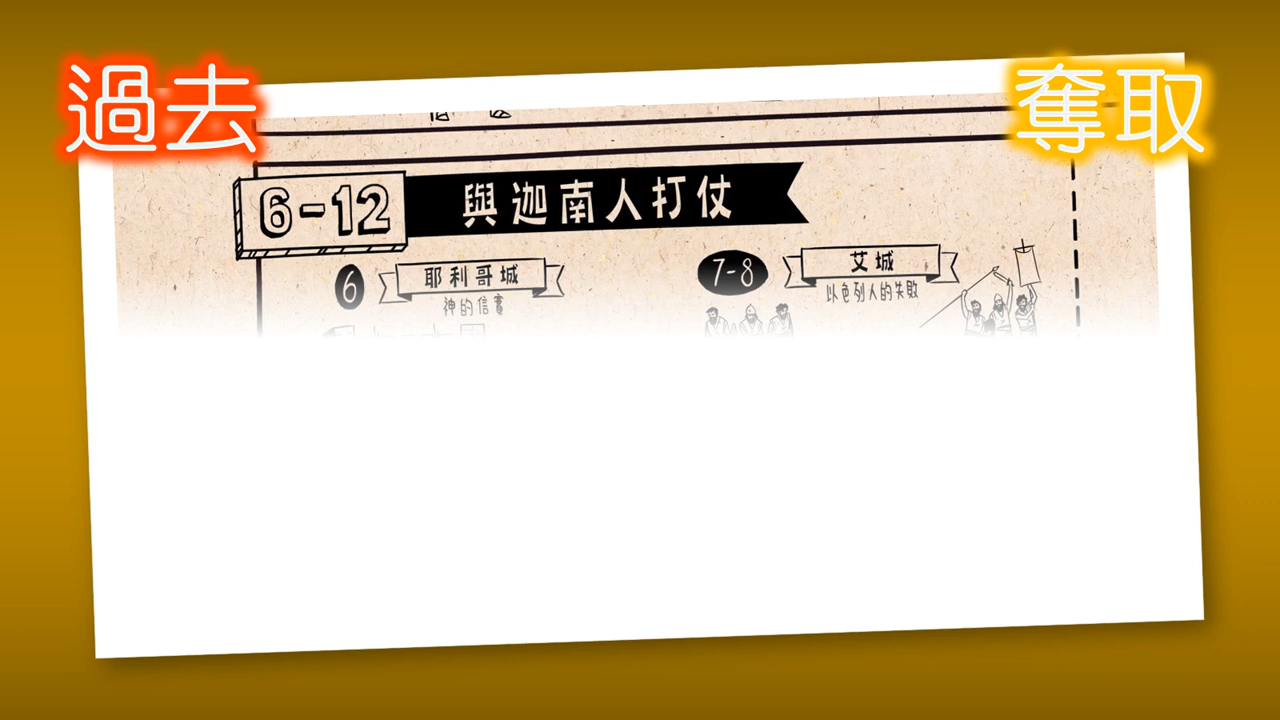 過去
奪取
6-12 與迦南人打仗
6 耶利哥城
神的信實
7-8 艾城
以色列人的失敗